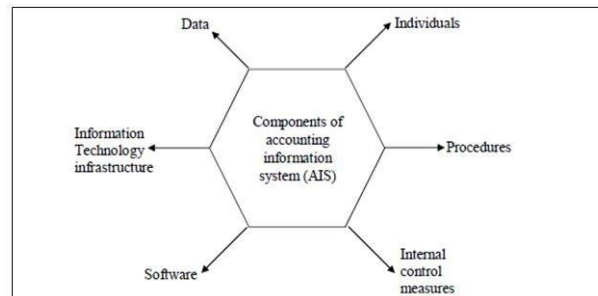 Data
Individuals
Components of
accounting
information
system (AIS)
Information
Technology
infrastructure
Procedures
Software
Internal
control
measures